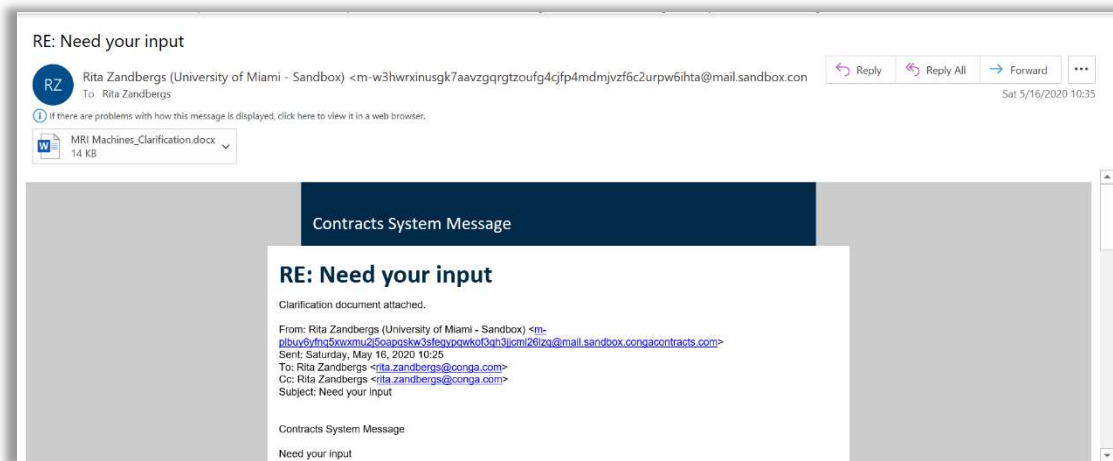 RE: Need your input
RZ
Rita Zandbergs (University of Miami - Sandbox) <m-w3hwrxinusgk7aavzgqrgtzoufg4cjfp4mdmjvzf6c2urpw6ihta@mail.sandbox.con
Reply
Reply All
Forward
...
To Rita Zandbergs
Sat 5/16/2020 10:35
If there are problems with how this message is displayed, click here to view it in a web browser.
MRI Machines_Clarification.docx
14 KB
Contracts System Message
RE: Need your input
Clarification document attached.
From: Rita Zandbergs (University of Miami - Sandbox) <m-
plbuy6yfnq5xwxmu2j5oapqskw3sfegypqwkof3qh3jjcml26lzq@mail.sandbox.congacontracts.com>
Sent: Saturday, May 16, 2020 10:25
To: Rita Zandbergs <rita.zandbergs@conga.com>
Cc: Rita Zandbergs <rita.zandbergs@conga.com>
Subject: Need your input
Contracts System Message
Need your input